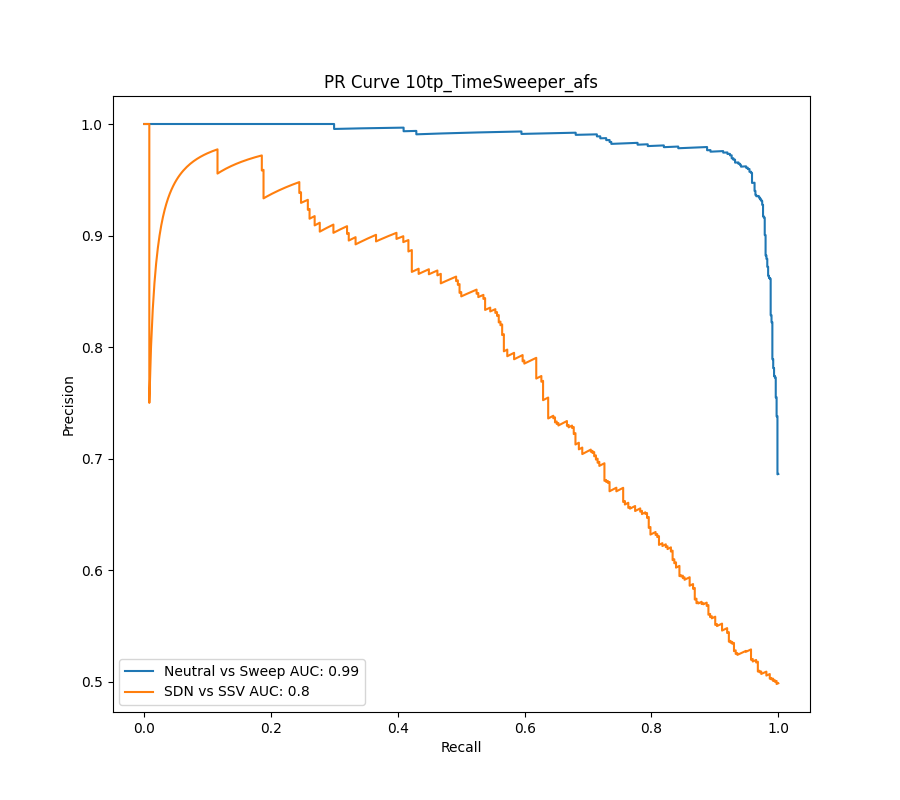 PR Curve 10tp_TimeSweeper_afs
1.0
0.9
0.8
0.7
0.6
0.5
Precision
Neutral vs Sweep AUC: 0.99
SDN vs SSV AUC: 0.8
0.0 0.2 0.4 0.6 0.8 1.0
Recall